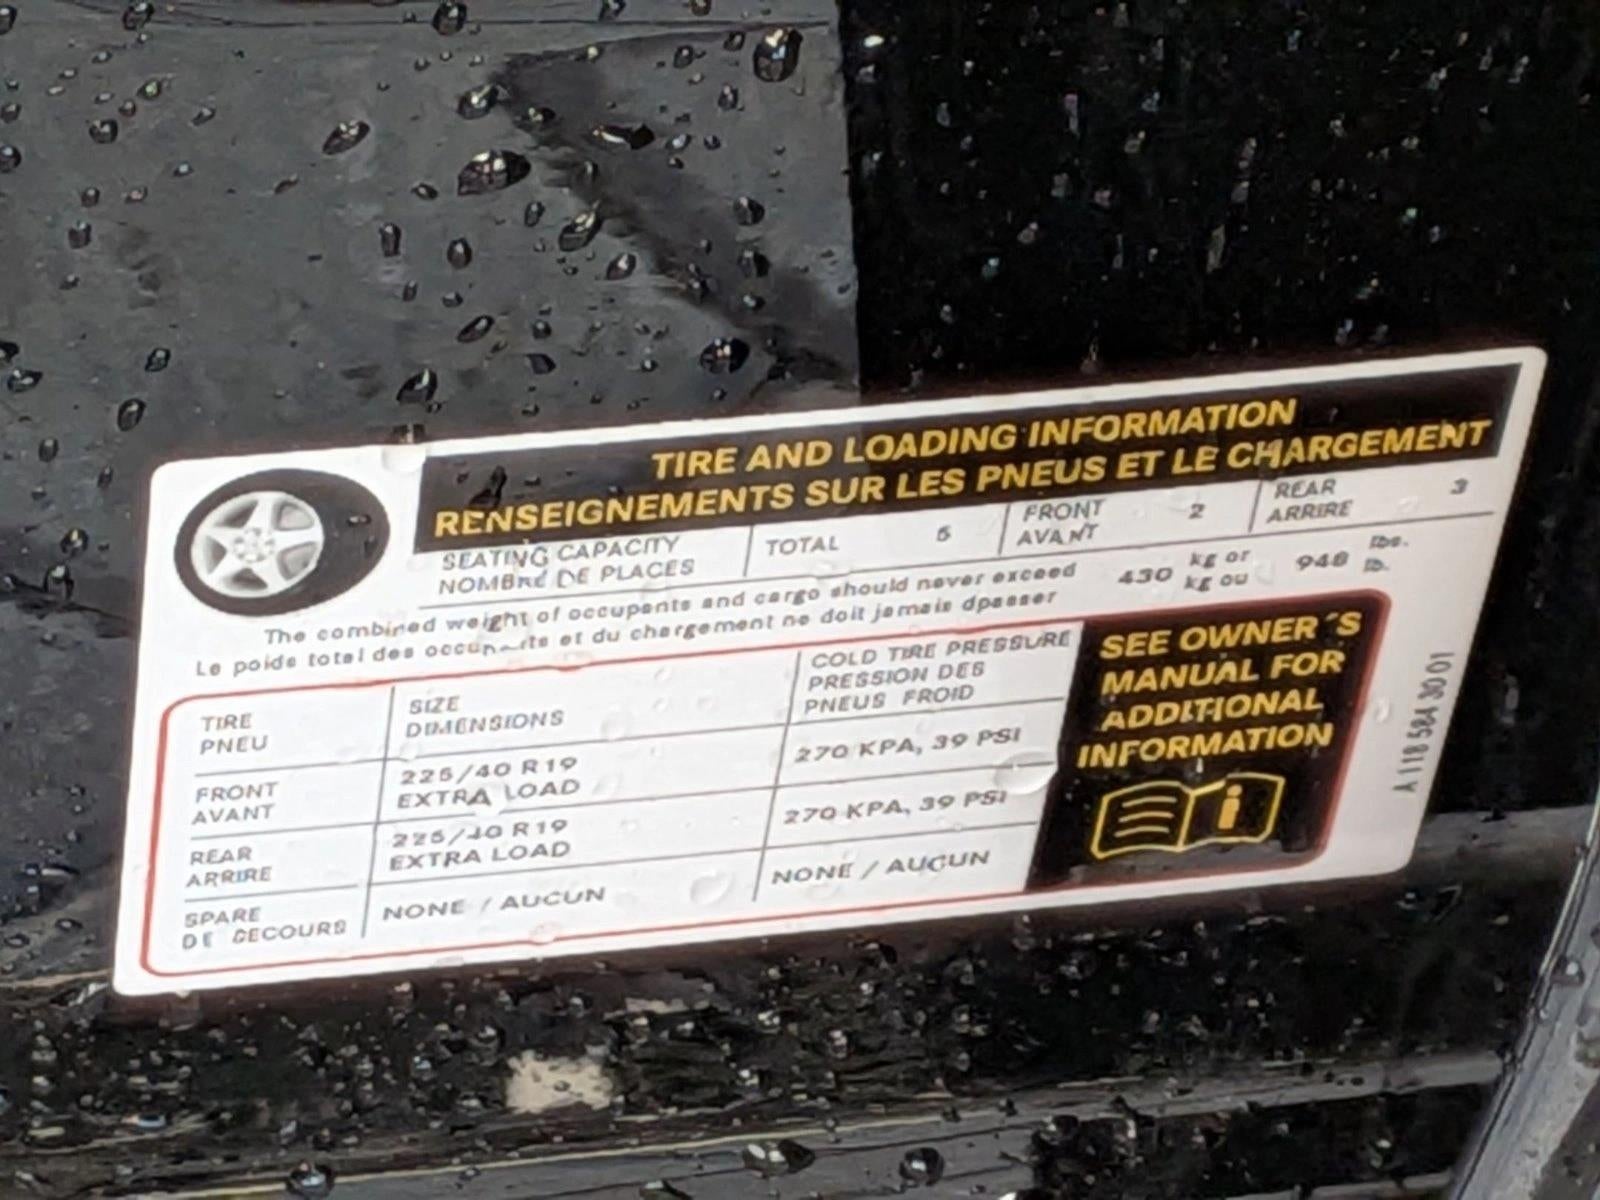 TIRE AND LOADING INFORMATION
RENSEIGNEMENTS SUR LES PNEUS ET LE CHARGEMENT
SEATING CAPACITY
NOMBRE DE PLACES
TOTAL 5
FRONT
AVANT
2
REAR
ARRIRE
3
The combined weight of occupants and cargo should never exceed 430 kg or 948 lbs.
Le poids total des et du chargement ne doit jamais dpasser kg ou lb.
TIRE
PNEU
SIZE
DIMENSIONS
COLD TIRE PRESSURE
PRESSION DES
PNEUS FROID
FRONT
AVANT
225/40 R19
EXTRA LOAD
270 KPA, 39 PSI
REAR
ARRIRE
225/40 R19
EXTRA LOAD
270 KPA, 39 PSI
SPARE
DE SECOURS
NONE / AUCUN
NONE / AUCUN
SEE OWNER´S
MANUAL FOR
ADDITIONAL
INFORMATION
A 118 584 30 01